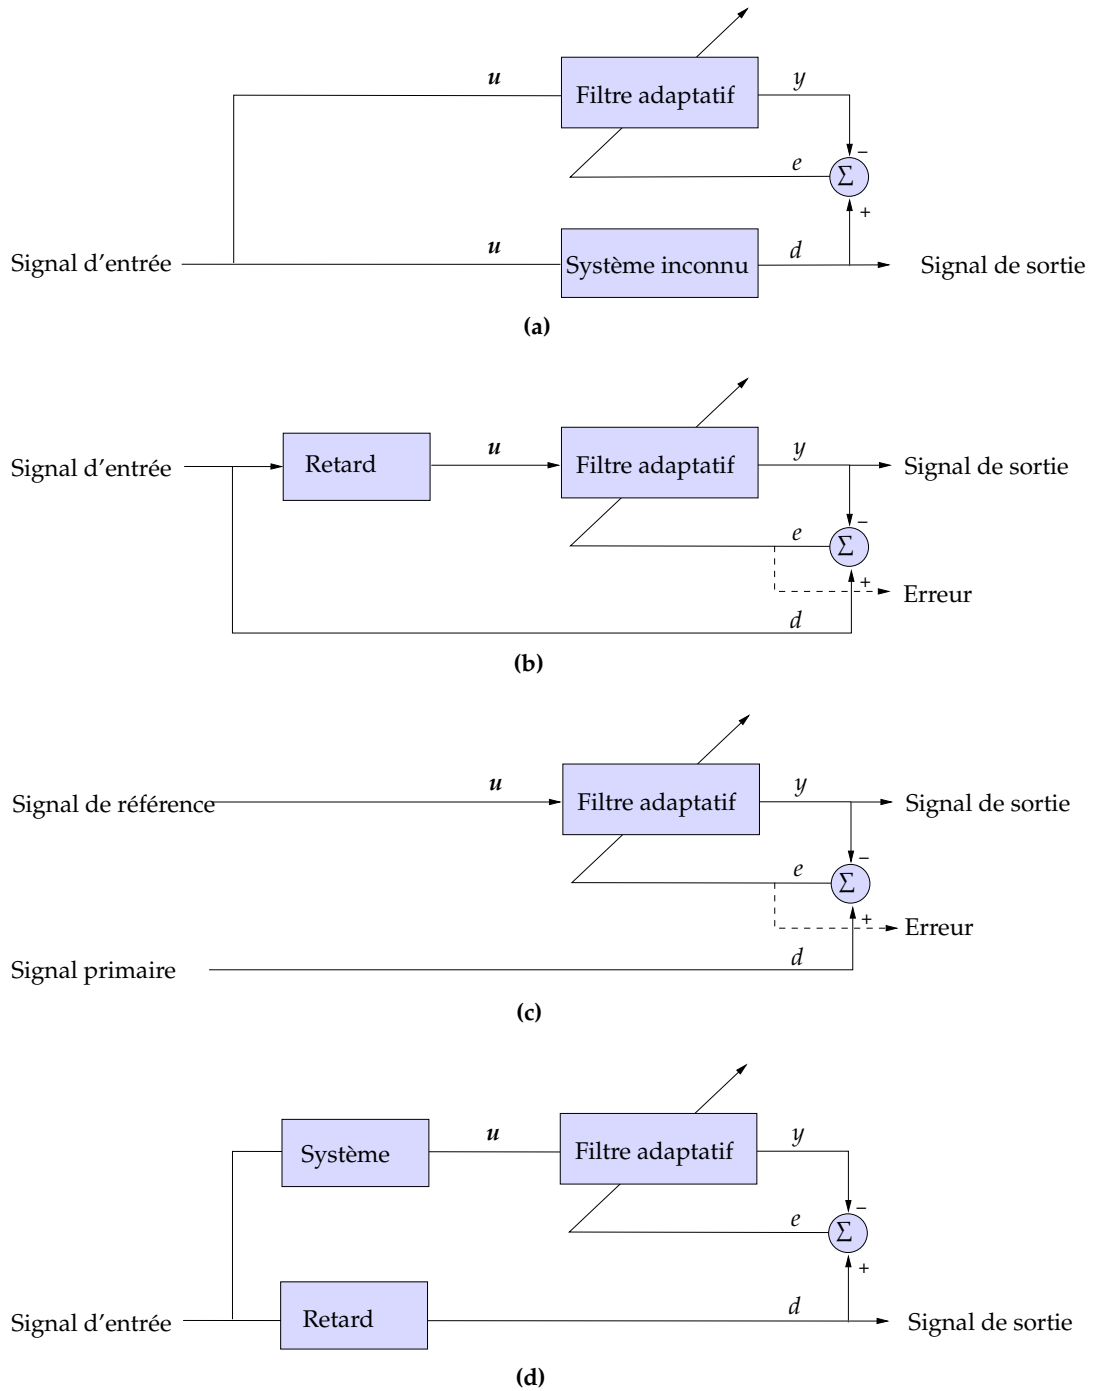 u
Filtre adaptatif
y
−
e
Σ
+
Signal d'entrée
u
Système inconnu
d
Signal de sortie
(a)
Signal d'entrée
Retard
u
Filtre adaptatif
y
Signal de sortie
−
e
Σ
+
Erreur
d
(b)
Signal de référence
u
Filtre adaptatif
y
Signal de sortie
−
e
Σ
+
Erreur
Signal primaire
d
(c)
Système
u
Filtre adaptatif
y
−
e
Σ
+
Signal d'entrée
Retard
d
Signal de sortie
(d)